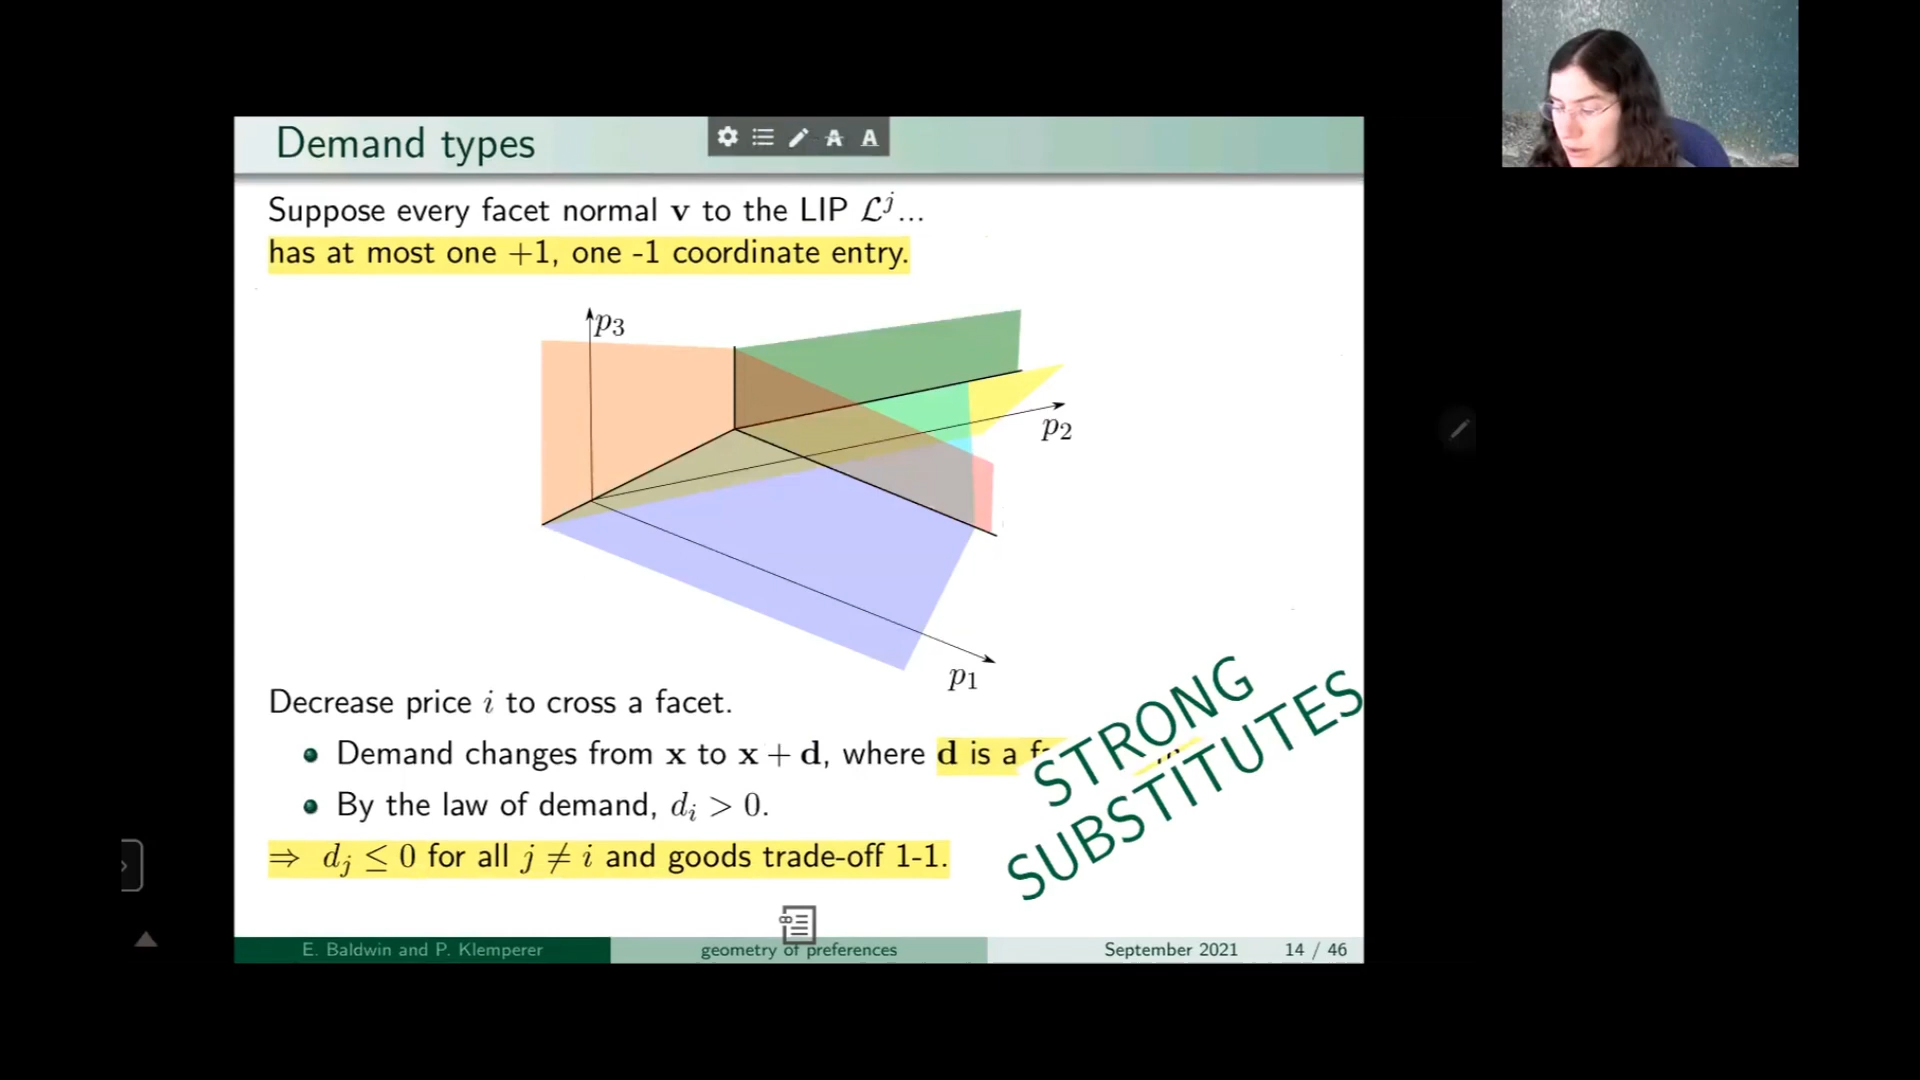 Demand types
Suppose every facet normal v to the LIP ℒʲ...
has at most one +1, one -1 coordinate entry.
p₃
p₂
p₁
Decrease price i to cross a facet.
Demand changes from x to x + d, where d is a
By the law of demand, dᵢ > 0.
⇒ dⱼ ≤ 0 for all j ≠ i and goods trade-off 1-1.
STRONG
SUBSTITUTES
E. Baldwin and P. Klemperer geometry of preferences September 2021 14 / 46